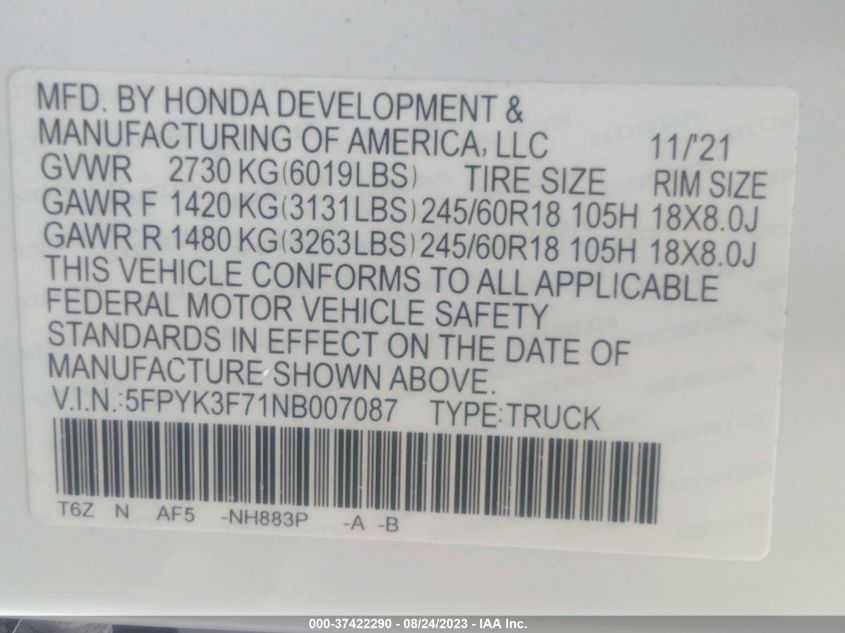 MFD. BY HONDA DEVELOPMENT &
MANUFACTURING OF AMERICA, LLC 11/'21
GVWR 2730 KG(6019LBS) TIRE SIZE RIM SIZE
GAWR F 1420 KG(3131LBS) 245/60R18 105H 18X8.0J
GAWR R 1480 KG(3263LBS) 245/60R18 105H 18X8.0J
THIS VEHICLE CONFORMS TO ALL APPLICABLE
FEDERAL MOTOR VEHICLE SAFETY
STANDARDS IN EFFECT ON THE DATE OF
MANUFACTURE SHOWN ABOVE.
V.I.N.:5FPYK3F71NB007087 TYPE:TRUCK
T6Z N AF5 -NH883P -A -B
000-37422290 - 08/24/2023 - IAA Inc.